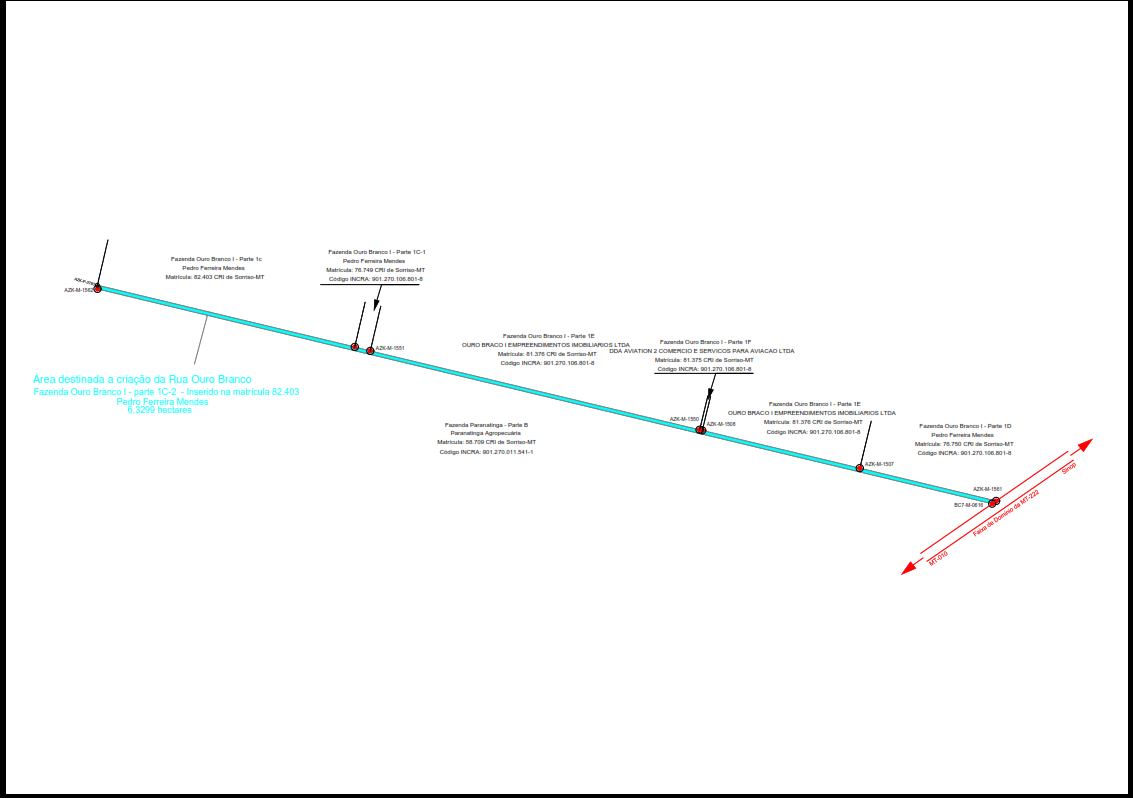 Fazenda Ouro Branco I - Parte 1c
Pedro Ferreira Mendes
Matrícula: 82.403 CRI de Sorriso-MT
Fazenda Ouro Branco I - Parte 1C-1
Pedro Ferreira Mendes
Matrícula: 76.749 CRI de Sorriso-MT
Código INCRA: 901.270.106.801-8
AZK-M-1562
AZK-M-1551
Área destinada a criação da Rua Ouro Branco
Fazenda Ouro Branco I - parte 1C-2 - Inserido na matrícula 82.403
Pedro Ferreira Mendes
6.3299 hectares
Fazenda Ouro Branco I - Parte 1E
OURO BRACO I EMPREENDIMENTOS IMOBILIARIOS LTDA
Matrícula: 81.376 CRI de Sorriso-MT
Código INCRA: 901.270.106.801-8
Fazenda Ouro Branco I - Parte 1F
DDA AVIATION 2 COMERCIO E SERVICOS PARA AVIACAO LTDA
Matrícula: 81.375 CRI de Sorriso-MT
Código INCRA: 901.270.106.801-8
Fazenda Paranatinga - Parte B
Paranatinga Agropecuária
Matrícula: 58.709 CRI de Sorriso-MT
Código INCRA: 901.270.011.541-1
AZK-M-1550
AZK-M-1508
Fazenda Ouro Branco I - Parte 1E
OURO BRACO I EMPREENDIMENTOS IMOBILIARIOS LTDA
Matrícula: 81.376 CRI de Sorriso-MT
Código INCRA: 901.270.106.801-8
AZK-M-1507
Fazenda Ouro Branco I - Parte 1D
Pedro Ferreira Mendes
Matrícula: 76.750 CRI de Sorriso-MT
Código INCRA: 901.270.106.801-8
AZK-M-1561
BC7-M-0616
Sinop
Faixa de Domínio da MT-222
MT-010